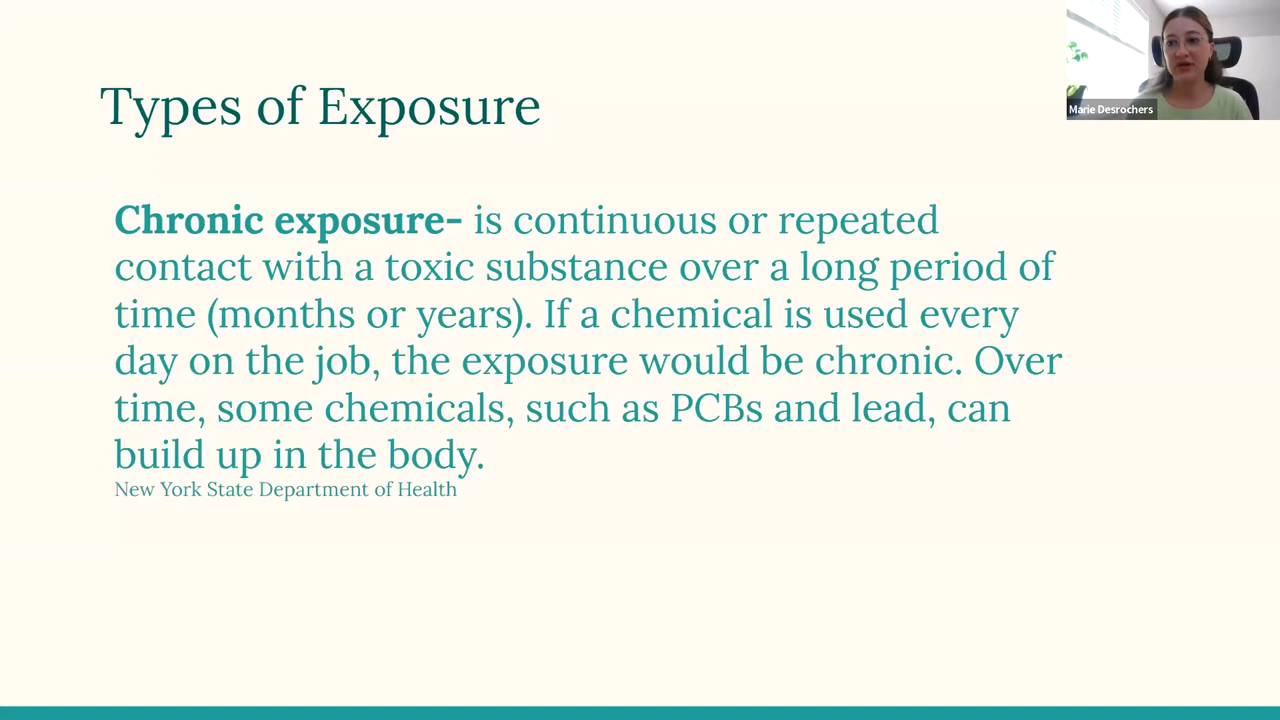 Types of Exposure
Marie Desrochers
Chronic exposure- is continuous or repeated
contact with a toxic substance over a long period of
time (months or years). If a chemical is used every
day on the job, the exposure would be chronic. Over
time, some chemicals, such as PCBs and lead, can
build up in the body.
New York State Department of Health